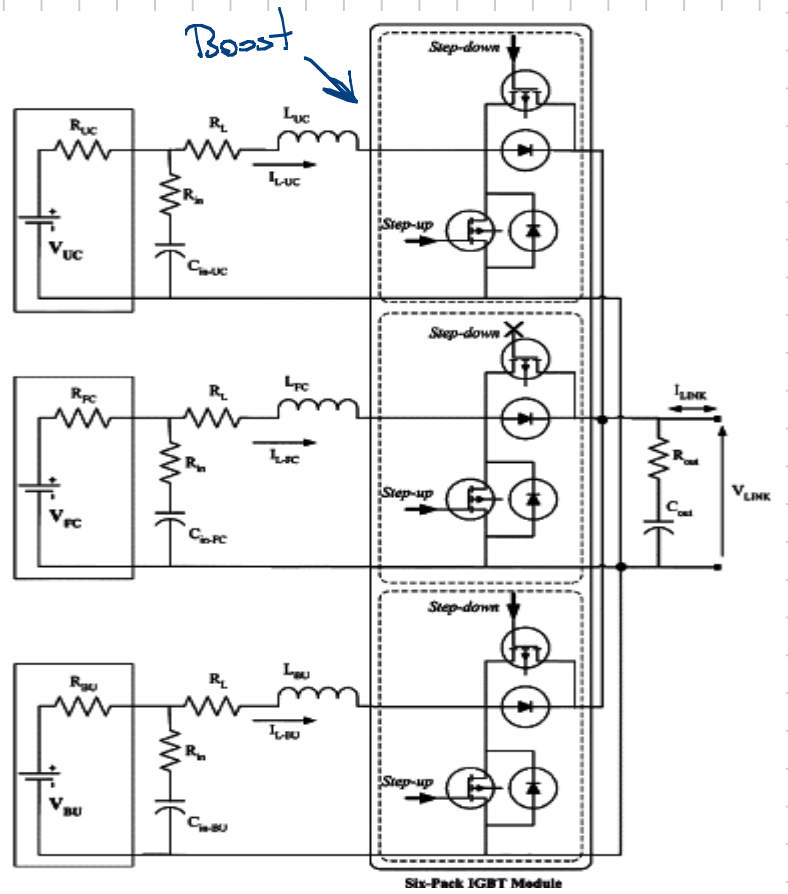 Boost
Step-down
R_UC
R_L
L_UC
I_L-UC
R_in
Step-up
V_UC
C_in-UC
Step-down
R_FC
R_L
L_FC
I_LINK
I_L-FC
R_in
R_out
Step-up
V_LINK
V_FC
C_in-FC
C_out
Step-down
R_BU
R_L
L_BU
I_L-BU
R_in
Step-up
V_BU
C_in-BU
Six-Pack IGBT Module